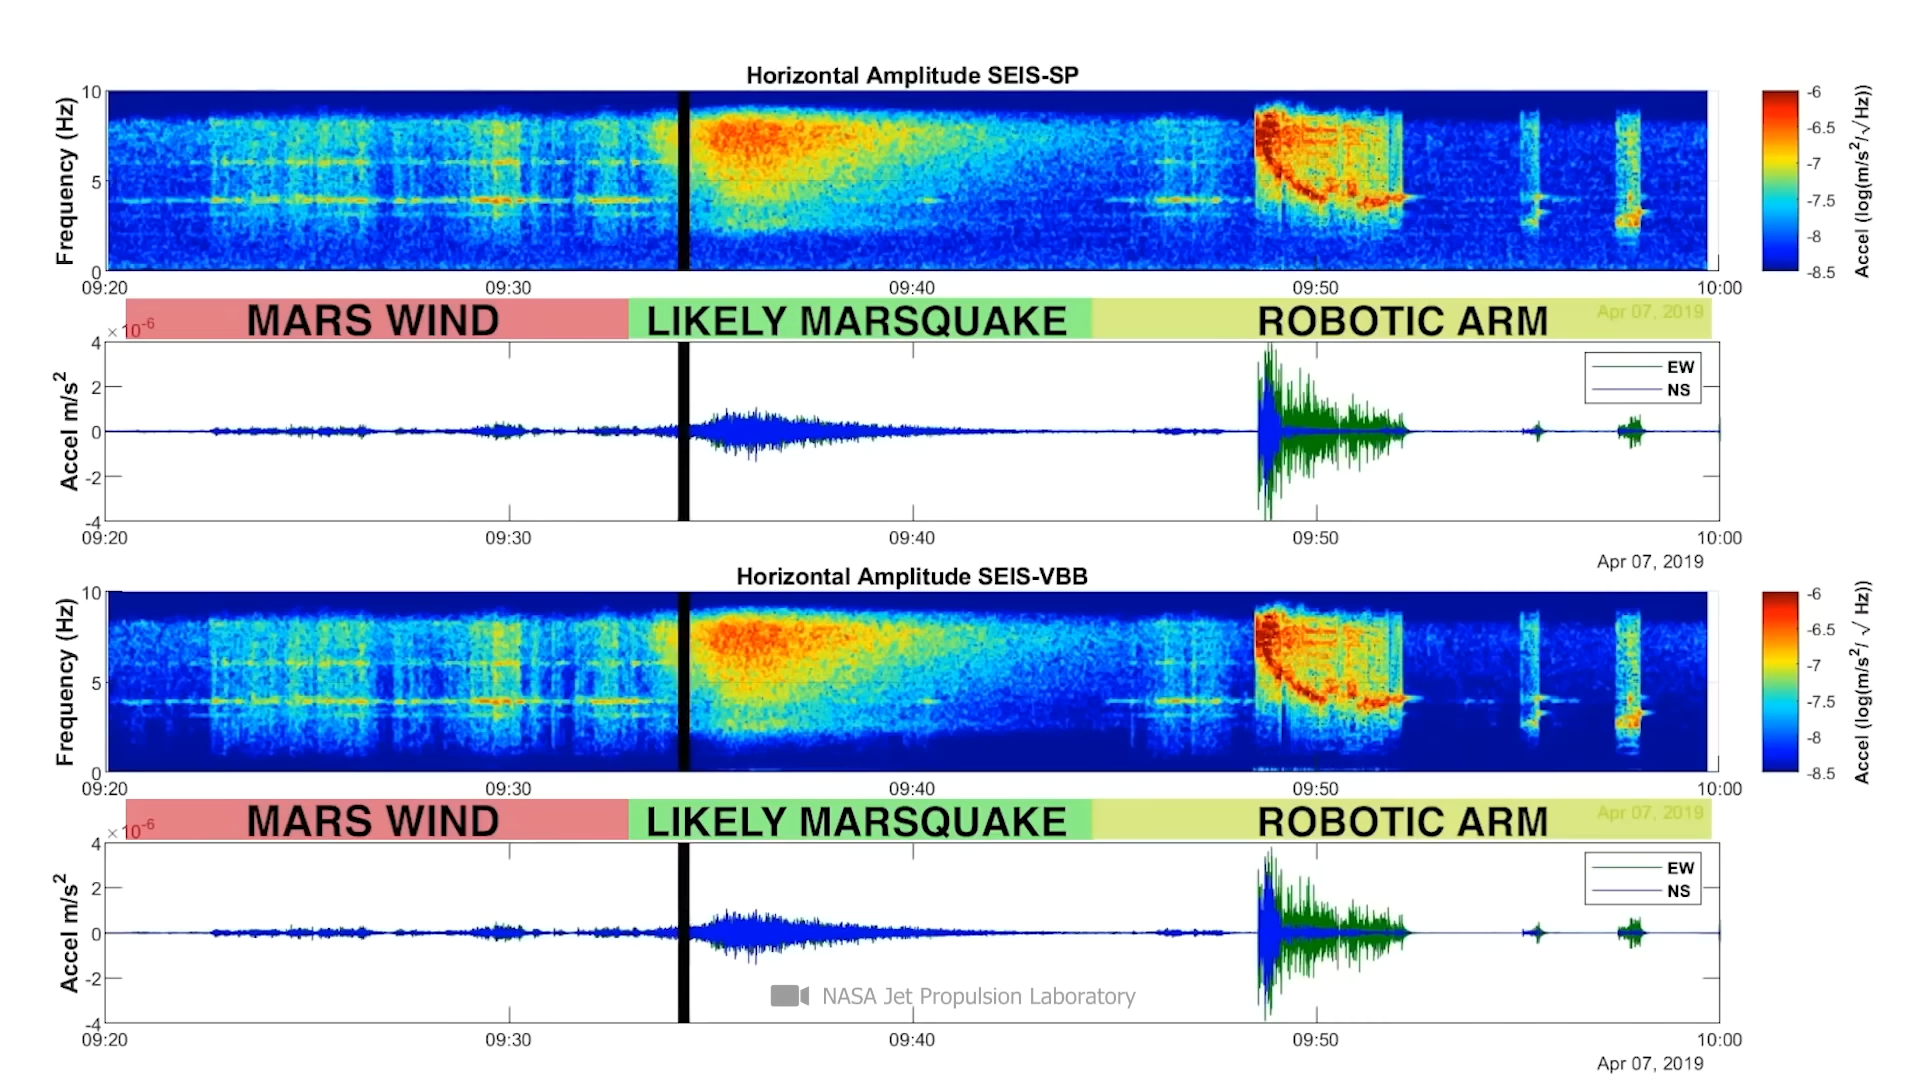 Horizontal Amplitude SEIS-SP
Frequency (Hz)
10
5
0
09:20 09:30 09:40 09:50 10:00
-6
-6.5
-7
-7.5
-8
-8.5
Accel (log(m/s²/√Hz))
MARS WIND LIKELY MARSQUAKE ROBOTIC ARM
Apr 07, 2019
× 10⁻⁶
Accel m/s²
4
2
0
-2
-4
EW
NS
09:20 09:30 09:40 09:50 10:00
Apr 07, 2019
Horizontal Amplitude SEIS-VBB
Frequency (Hz)
10
5
0
09:20 09:30 09:40 09:50 10:00
-6
-6.5
-7
-7.5
-8
-8.5
Accel (log(m/s²/ √ Hz))
MARS WIND LIKELY MARSQUAKE ROBOTIC ARM
Apr 07, 2019
× 10⁻⁶
Accel m/s²
4
2
0
-2
-4
EW
NS
NASA Jet Propulsion Laboratory
09:20 09:30 09:40 09:50 10:00
Apr 07, 2019